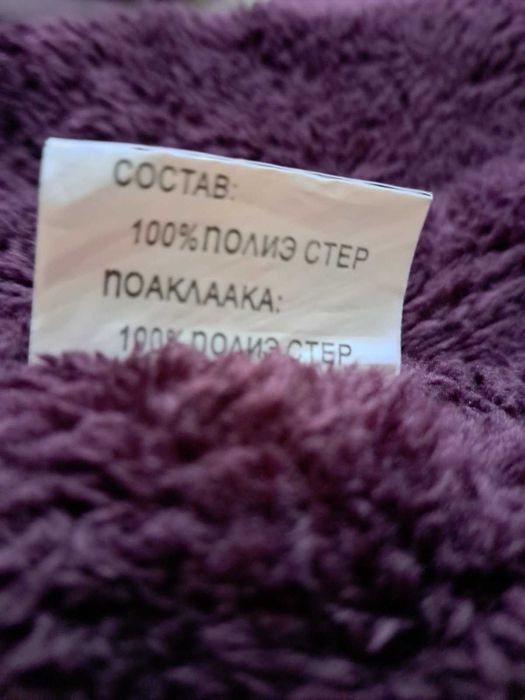 СОСТАВ:
100%ПОЛИЭ СТЕР
ПОАКЛААКА:
100% ПОЛИЭ СТЕР